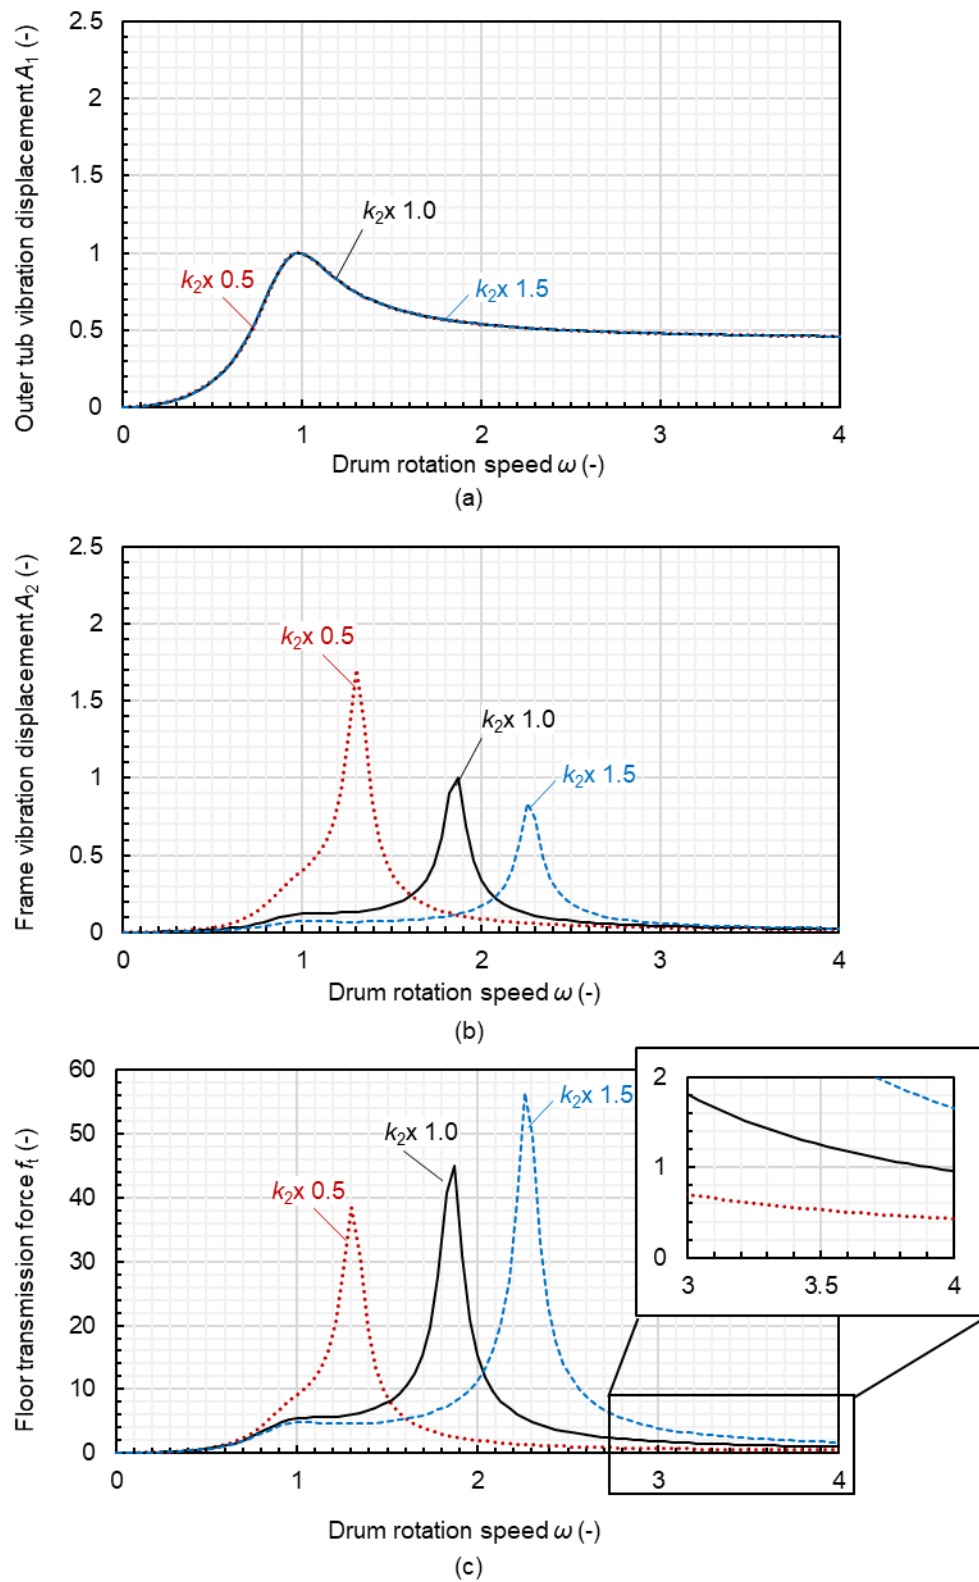 Outer tub vibration displacement A₁ (-)
2.5
2
1.5
1
0.5
0
k₂x 1.0
k₂x 0.5
k₂x 1.5
0 1 2 3 4
Drum rotation speed ω (-)
(a)
Frame vibration displacement A₂ (-)
2.5
2
1.5
1
0.5
0
k₂x 0.5
k₂x 1.0
k₂x 1.5
0 1 2 3 4
Drum rotation speed ω (-)
(b)
Floor transmission force fₜ (-)
60
50
40
30
20
10
0
k₂x 1.5
k₂x 1.0
k₂x 0.5
2
1
0
3 3.5 4
0 1 2 3 4
Drum rotation speed ω (-)
(c)